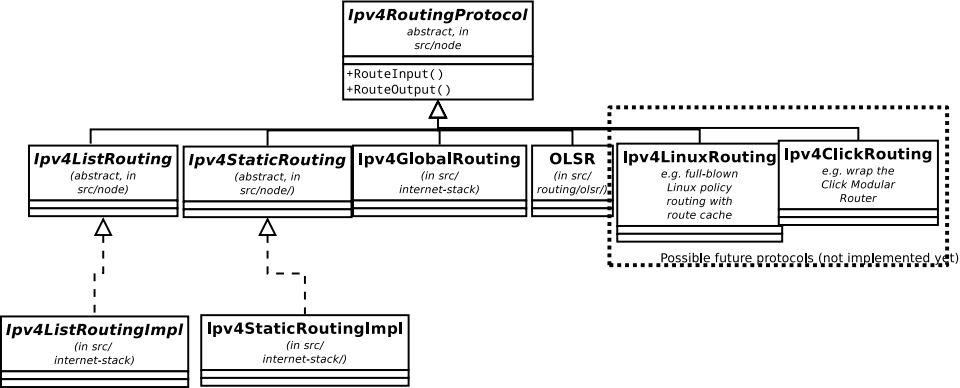 Ipv4RoutingProtocol
abstract, in
src/node
+RouteInput()
+RouteOutput()
Ipv4ListRouting
(abstract, in
src/node)
Ipv4StaticRouting
(abstract, in
src/node/)
Ipv4GlobalRouting
(in src/
internet-stack)
OLSR
(in src/
routing/olsr/)
Ipv4LinuxRouting
e.g. full-blown
Linux policy
routing with
route cache
Ipv4ClickRouting
e.g. wrap the
Click Modular
Router
Possible future protocols (not implemented yet)
Ipv4ListRoutingImpl
(in src/
internet-stack)
Ipv4StaticRoutingImpl
(in src/
internet-stack/)